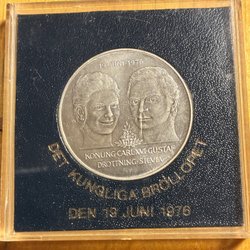 19 JUNI 1976
KONUNG CARL XVI GUSTAF
DROTTNING SILVIA
DET KUNGLIGA BRÖLLOPET
DEN 19 JUNI 1976